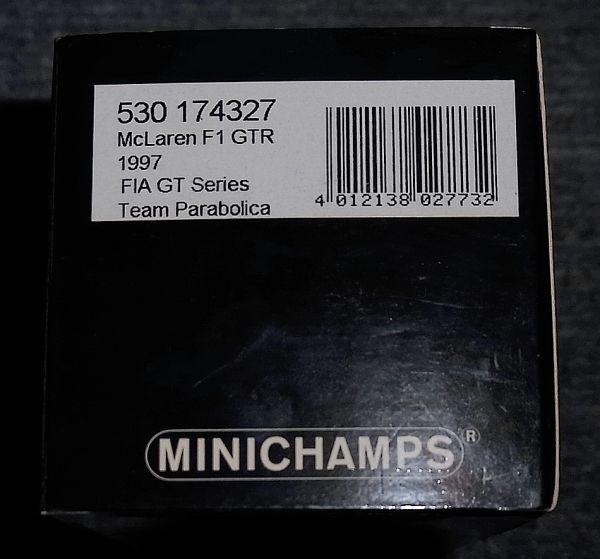 530 174327
McLaren F1 GTR
1997
FIA GT Series
Team Parabolica
4 012138 027732
MINICHAMPS®